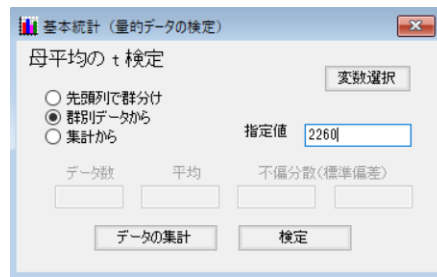 基本統計（量的データの検定）
母平均の t 検定
変数選択
先頭列で群分け
群別データから
集計から
指定値 2260
データ数 平均 不偏分散(標準偏差)
データの集計 検定